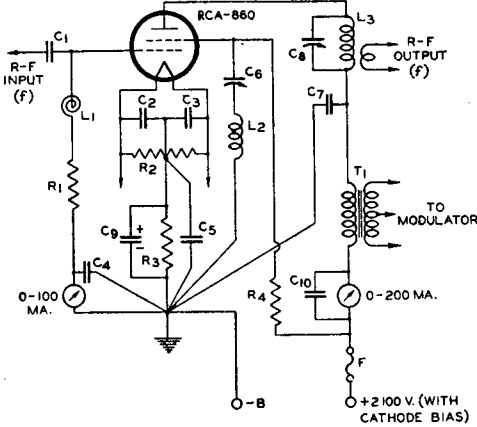 RCA-860
C1
R-F
INPUT
(f)
L1
R1
C4
0-100
MA.
C2
C3
R2
C9
+
−
R3
C5
C6
L2
C7
C8
L3
R-F
OUTPUT
(f)
T1
TO
MODULATOR
R4
C10
0-200 MA.
F
-B
+2100 V. (WITH
CATHODE BIAS)